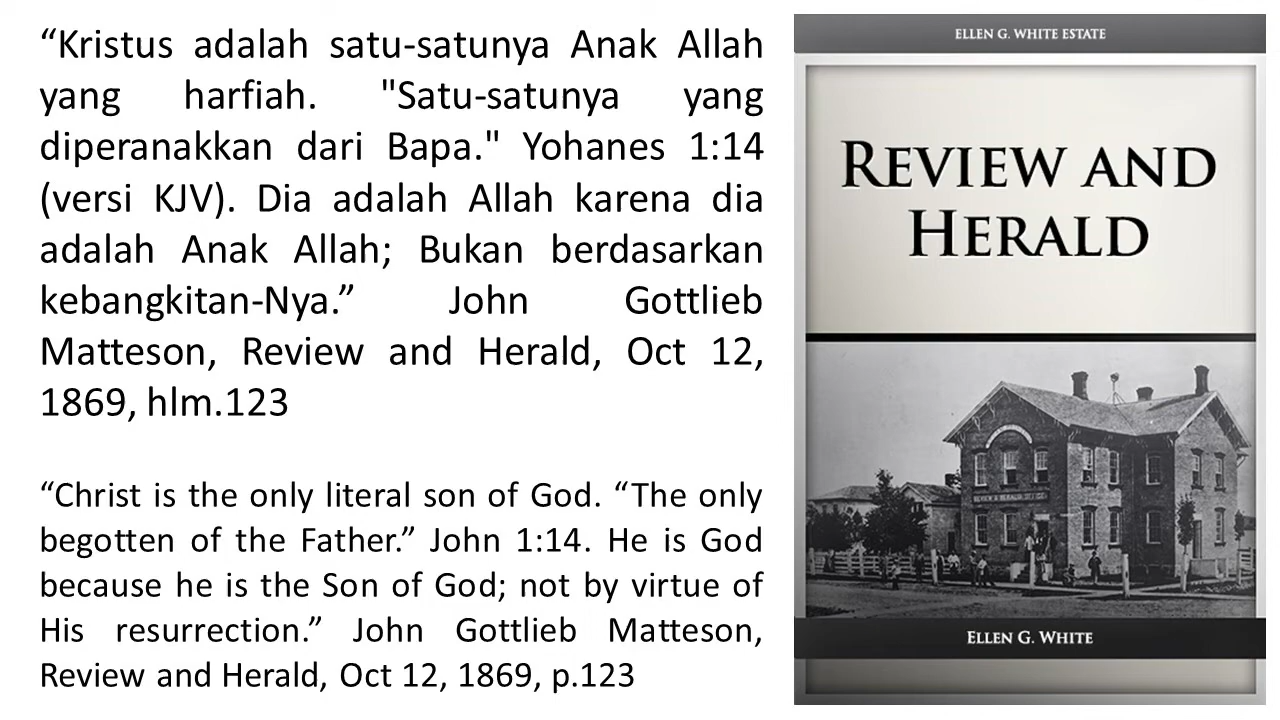 “Kristus adalah satu-satunya Anak Allah
yang harfiah. "Satu-satunya yang
diperanakkan dari Bapa." Yohanes 1:14
(versi KJV). Dia adalah Allah karena dia
adalah Anak Allah; Bukan berdasarkan
kebangkitan-Nya.” John Gottlieb
Matteson, Review and Herald, Oct 12,
1869, hlm.123
“Christ is the only literal son of God. “The only
begotten of the Father.” John 1:14. He is God
because he is the Son of God; not by virtue of
His resurrection.” John Gottlieb Matteson,
Review and Herald, Oct 12, 1869, p.123
ELLEN G. WHITE ESTATE
REVIEW AND
HERALD
ELLEN G. WHITE